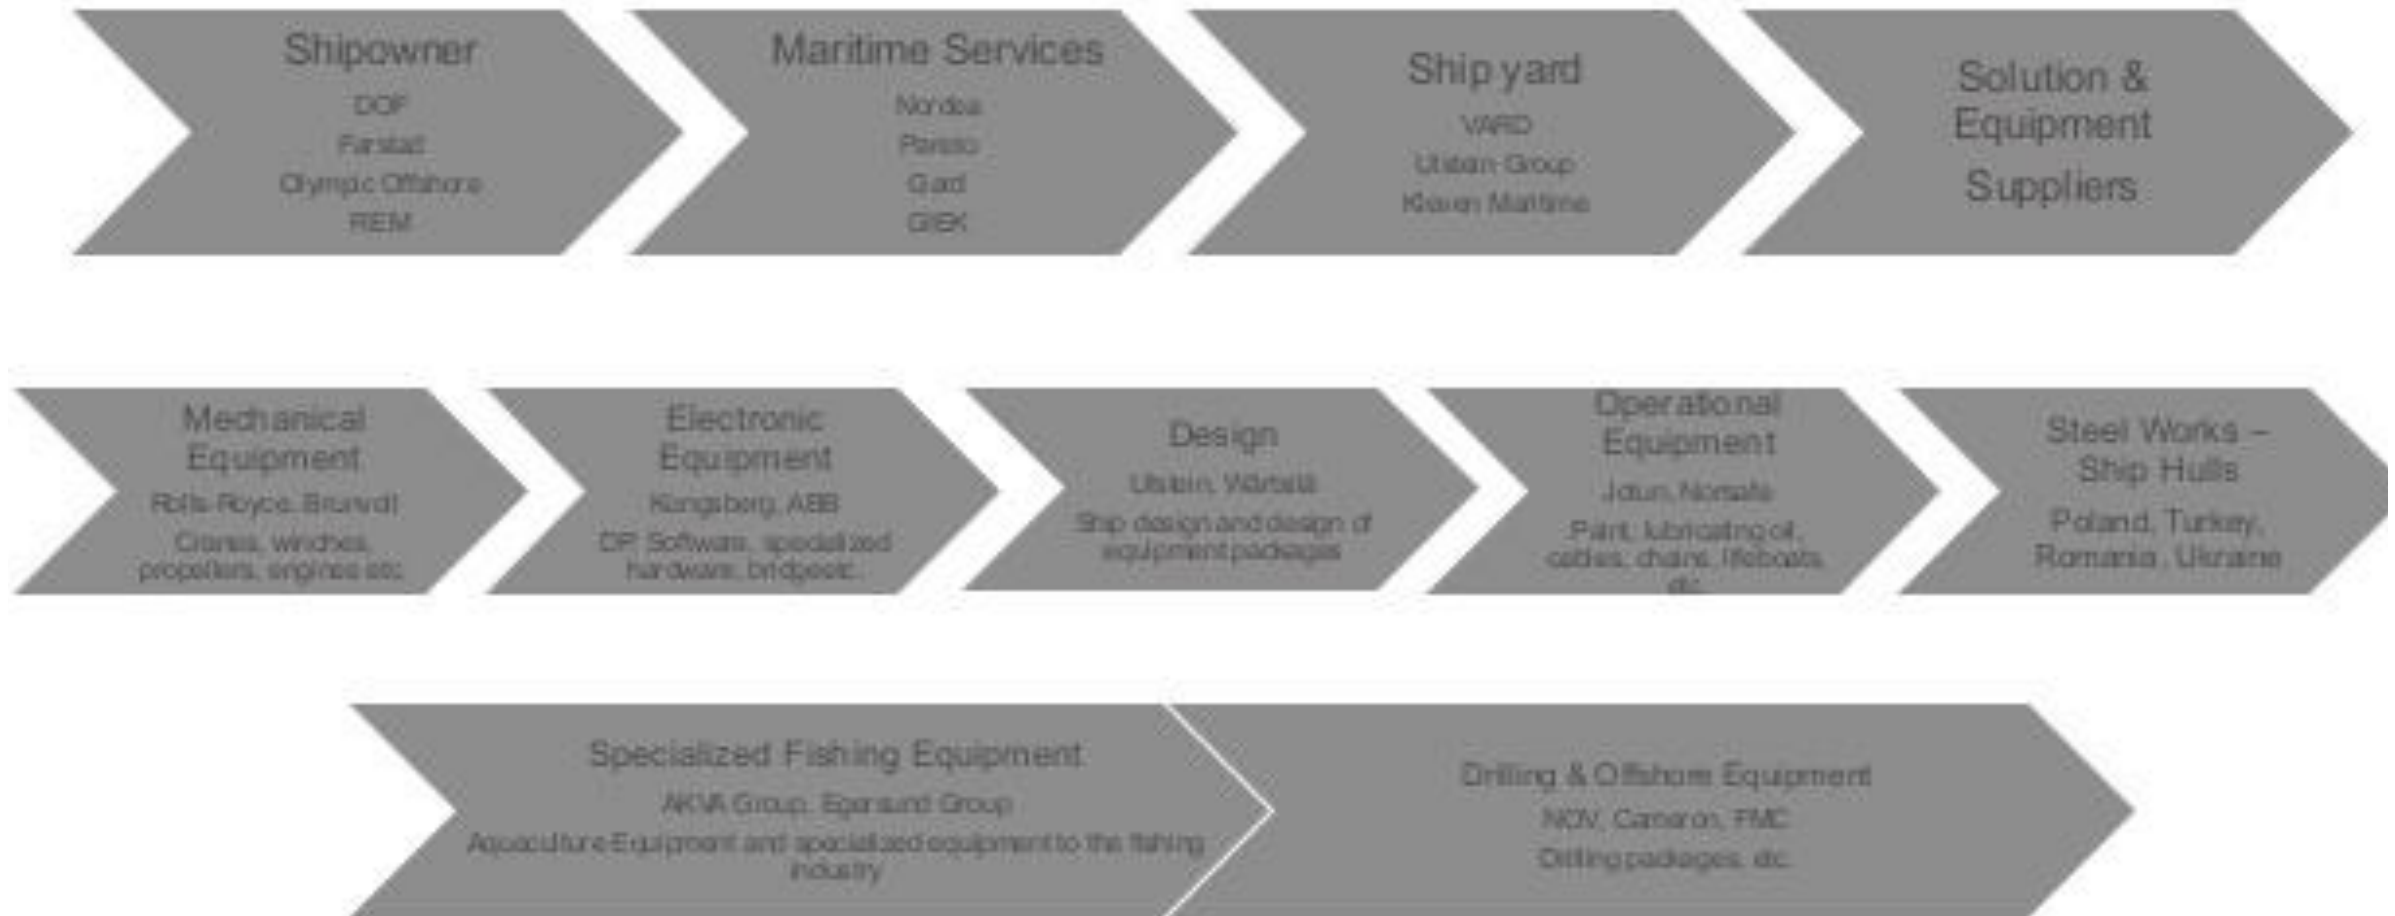 Shipowner
DOF
Farstad
Olympic Offshore
REM
Maritime Services
Nordea
Pareto
Gard
GIEK
Ship yard
VARD
Ulstein Group
Kleven Maritime
Solution &
Equipment
Suppliers
Mechanical
Equipment
Rolls-Royce, Brunvoll
Cranes, winches,
propellers, engines etc.
Electronic
Equipment
Kongsberg, ABB
DP Software, specialized
hardware, bridge etc.
Design
Ulstein, Wärtsilä
Ship design and design of
equipment packages
Operational
Equipment
Jotun, Norsafe
Paint, lubricating oil,
cables, chains, lifeboats,
etc.
Steel Works –
Ship Hulls
Poland, Turkey,
Romania, Ukraine
Specialized Fishing Equipment
AKVA Group, Egersund Group
Aquaculture Equipment and specialized equipment to the fishing
industry
Drilling & Offshore Equipment
NOV, Cameron, FMC
Drilling packages, etc.